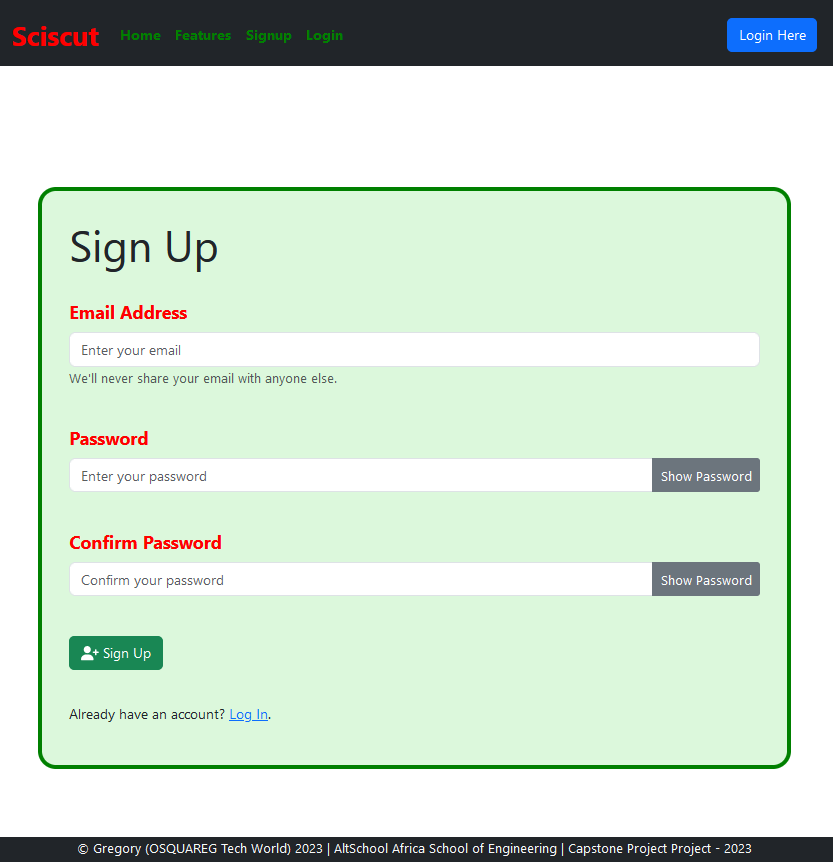 Sciscut Home Features Signup Login Login Here
Sign Up
Email Address
Enter your email
We'll never share your email with anyone else.
Password
Enter your password Show Password
Confirm Password
Confirm your password Show Password
Sign Up
Already have an account? Log In.
© Gregory (OSQUAREG Tech World) 2023 | AltSchool Africa School of Engineering | Capstone Project Project - 2023